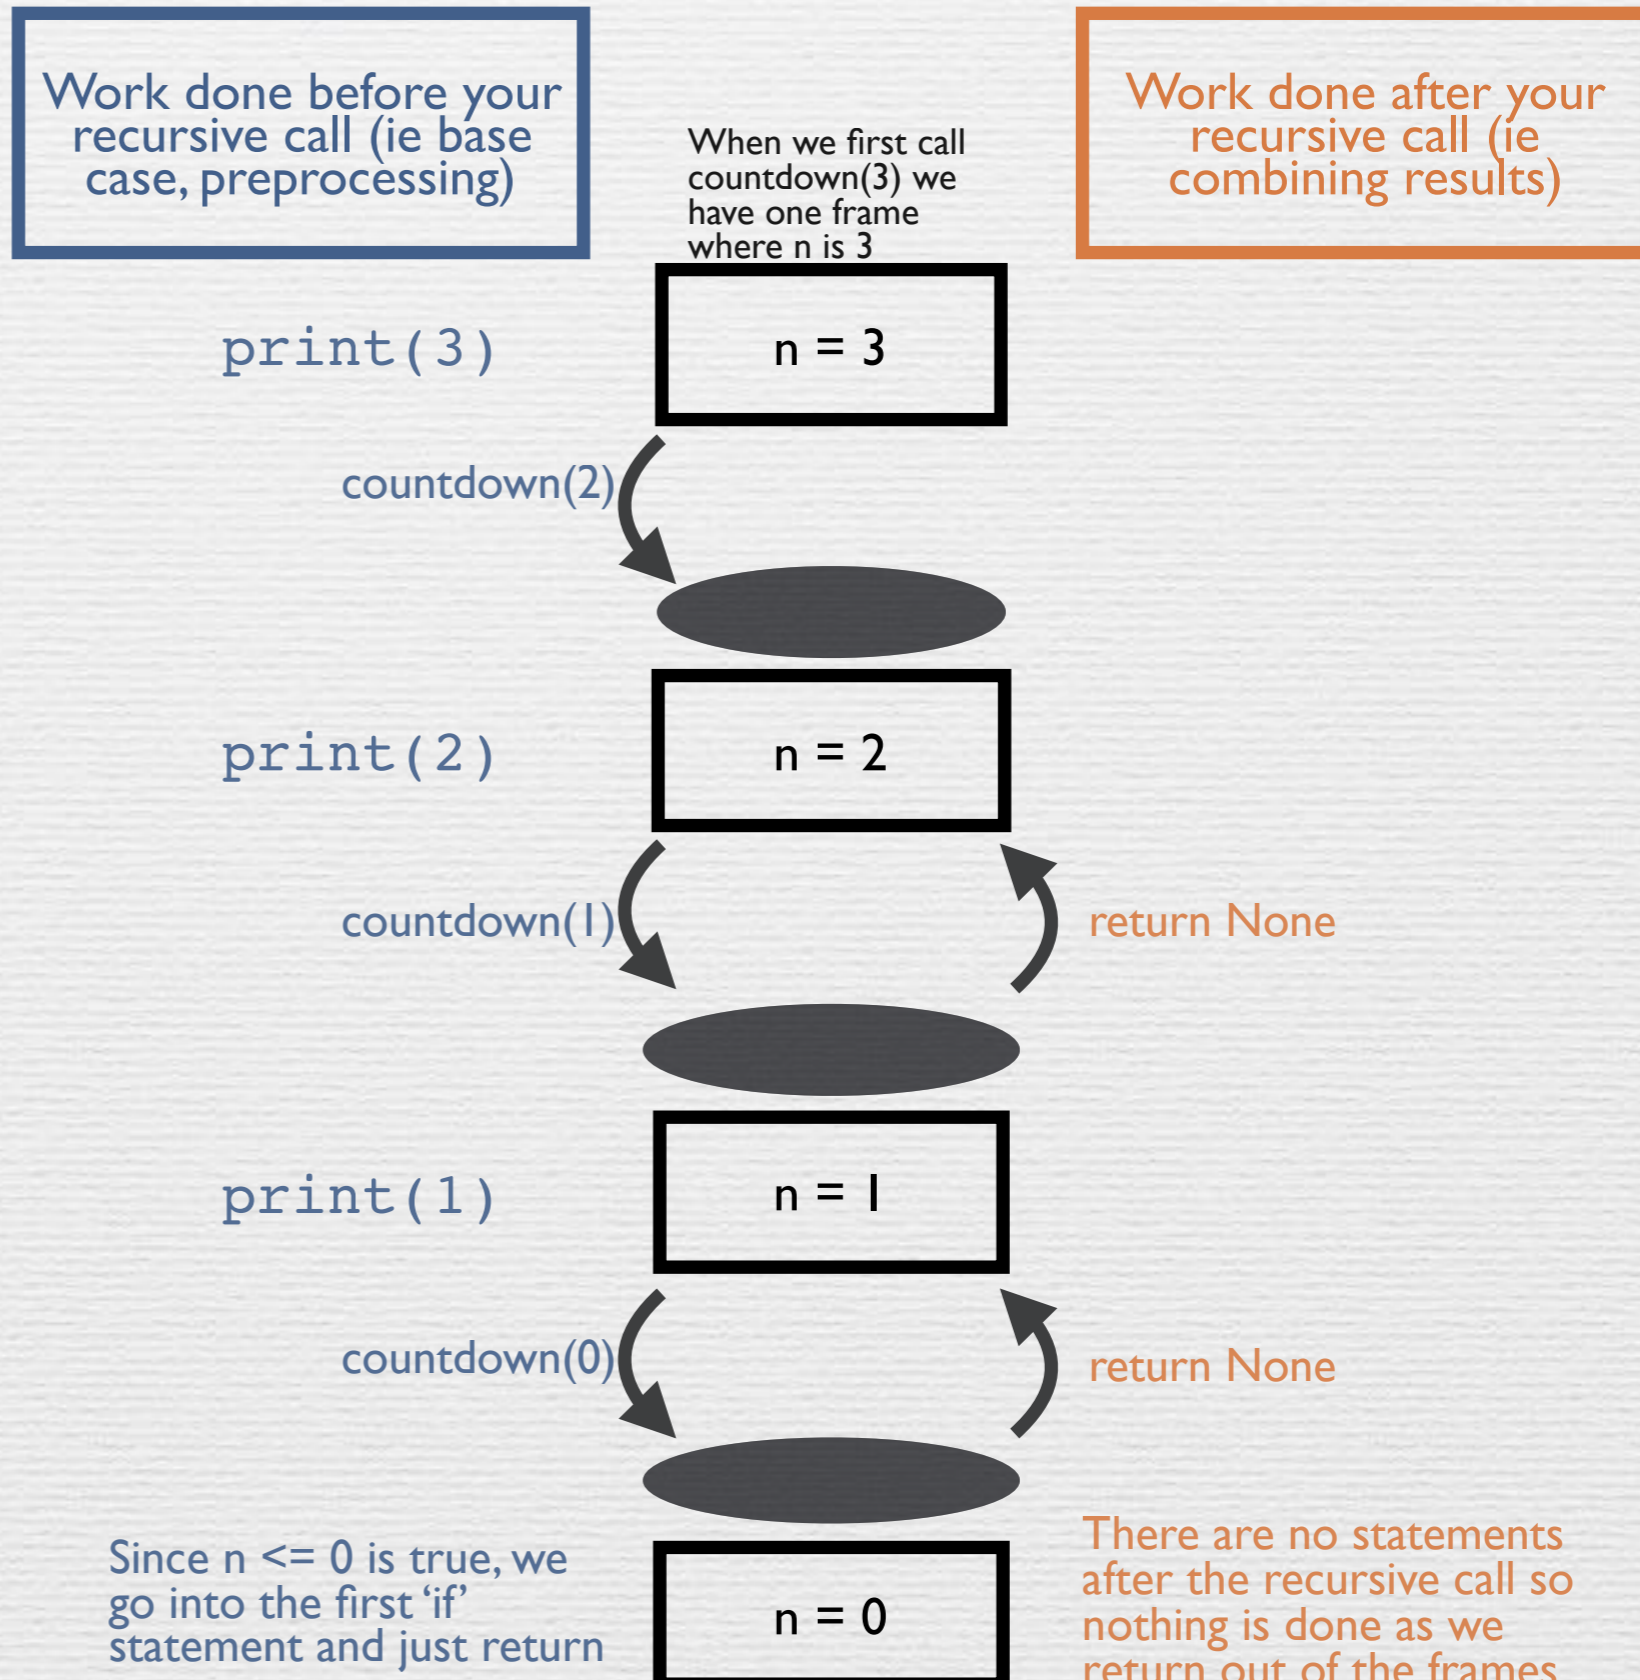 Work done before your
recursive call (ie base
case, preprocessing)
When we first call
countdown(3) we
have one frame
where n is 3
Work done after your
recursive call (ie
combining results)
print(3)
n = 3
countdown(2)
print(2)
n = 2
countdown(1)
return None
print(1)
n = 1
countdown(0)
return None
Since n <= 0 is true, we
go into the first ‘if’
statement and just return
n = 0
There are no statements
after the recursive call so
nothing is done as we
return out of the frames